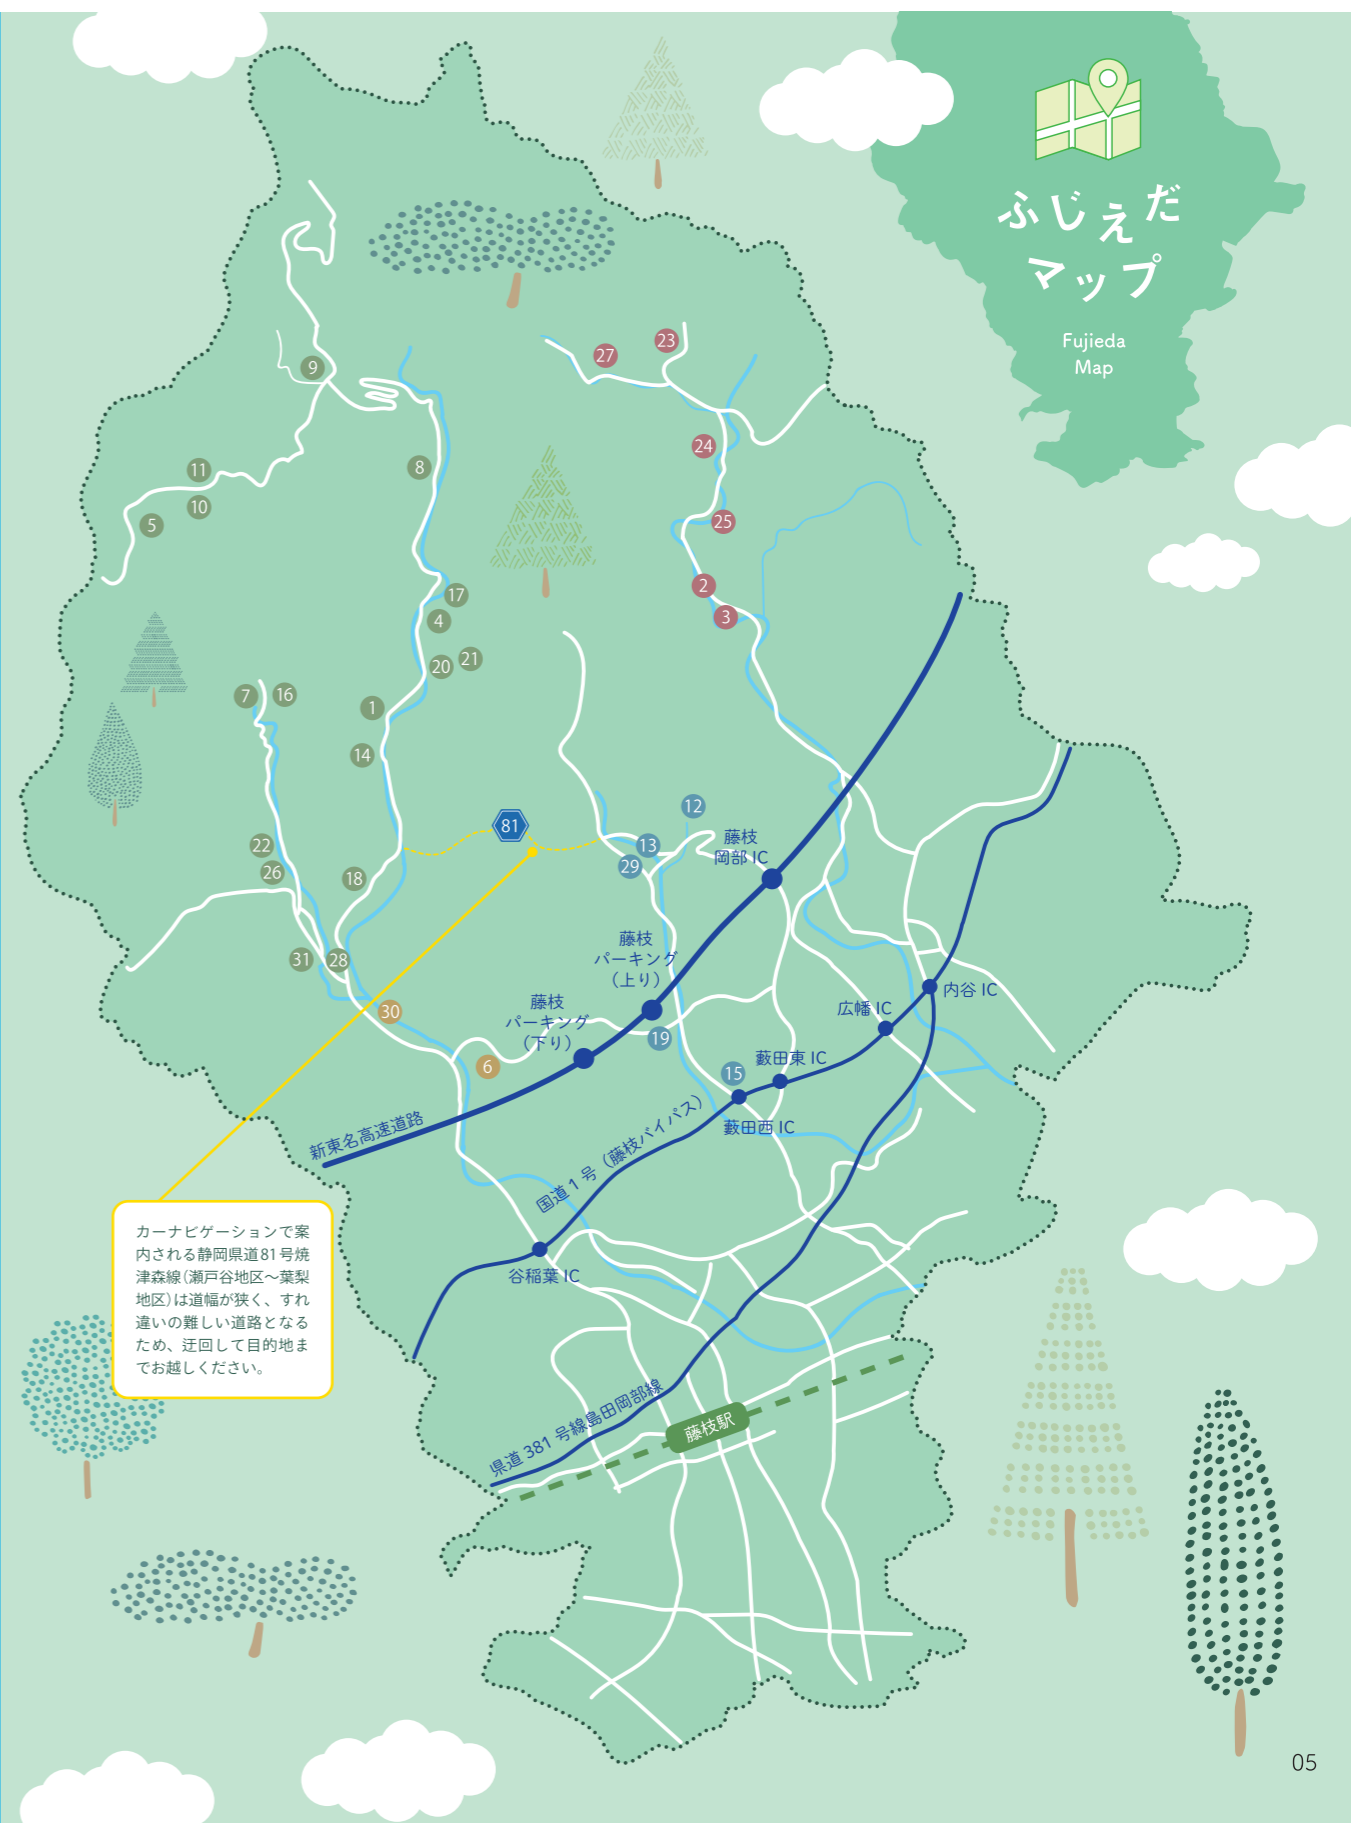 ふじえだ
マップ
Fujieda
Map
27
23
9
24
11
8
10
5
25
2
17
3
4
21
20
7
16
1
14
12
81
藤枝
岡部 IC
13
22
29
26
18
藤枝
パーキング
（上り）
31
28
内谷 IC
藤枝
パーキング
（下り）
30
広幡 IC
19
藪田東 IC
6
15
藪田西 IC
新東名高速道路
国道 1 号（藤枝バイパス）
谷稲葉 IC
カーナビゲーションで案
内される静岡県道81号焼
津森線（瀬戸谷地区～葉梨
地区）は道幅が狭く、すれ
違いの難しい道路となる
ため、迂回して目的地ま
でお越しください。
県道 381 号線島田岡部線
藤枝駅
05